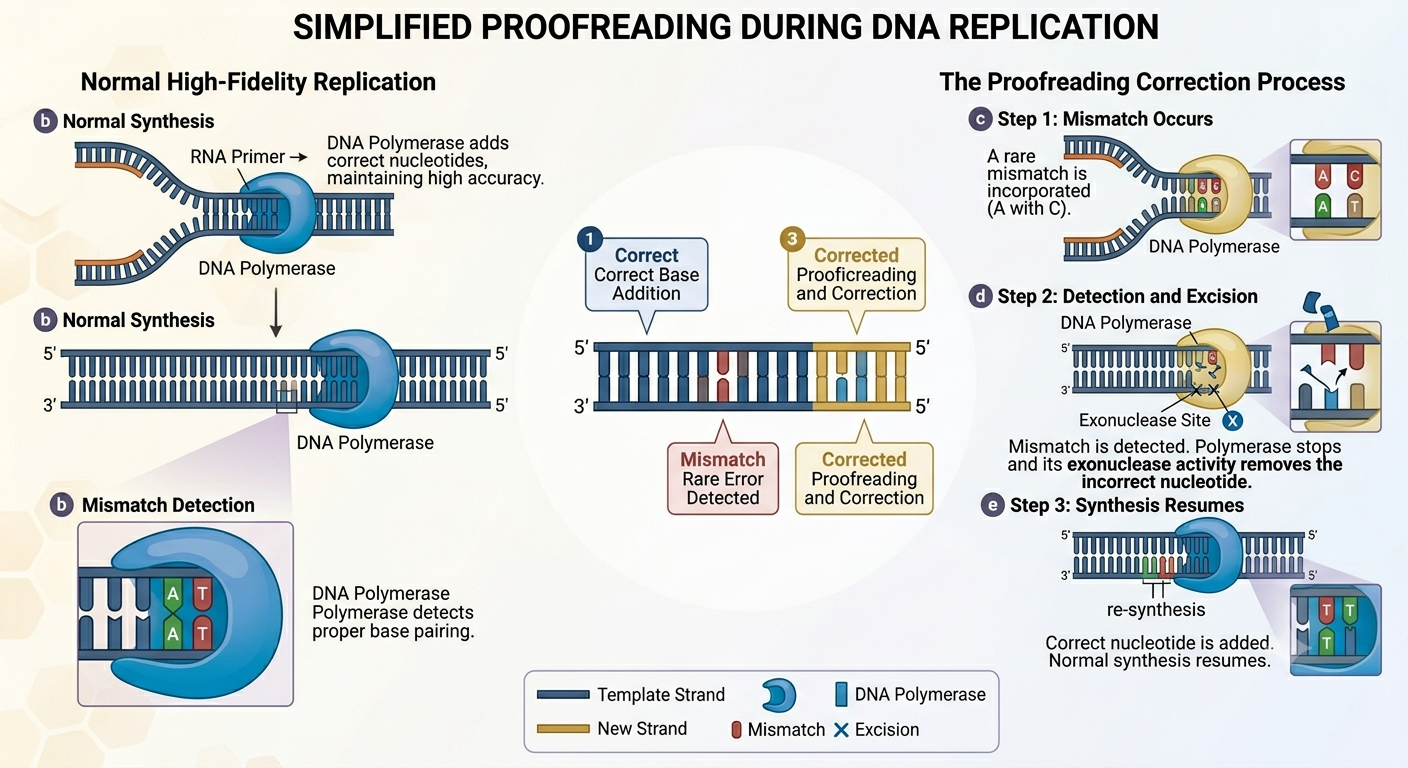 SIMPLIFIED PROOFREADING DURING DNA REPLICATION
Normal High-Fidelity Replication
b Normal Synthesis
RNA Primer
DNA Polymerase adds
correct nucleotides,
maintaining high accuracy.
DNA Polymerase
b Normal Synthesis
5'
5'
3'
5'
DNA Polymerase
b Mismatch Detection
A T
A T
DNA Polymerase
Polymerase detects
proper base pairing.
1
Correct
Correct Base
Addition
3
Corrected
Proofiƈreading
and Correction
5'
5'
3'
5'
Mismatch
Rare Error
Detected
Corrected
Proofreading
and Correction
Template Strand
DNA Polymerase
New Strand
Mismatch
Excision
The Proofreading Correction Process
c Step 1: Mismatch Occurs
A rare
mismatch is
incorporated
(A with C).
A C
A T
DNA Polymerase
d Step 2: Detection and Excision
DNA Polymerase
5'
3'
Exonuclease Site
X
Mismatch is detected. Polymerase stops
and its exonuclease activity removes the
incorrect nucleotide.
e Step 3: Synthesis Resumes
5'
5'
3'
5'
re-synthesis
T T
T
Correct nucleotide is added.
Normal synthesis resumes.